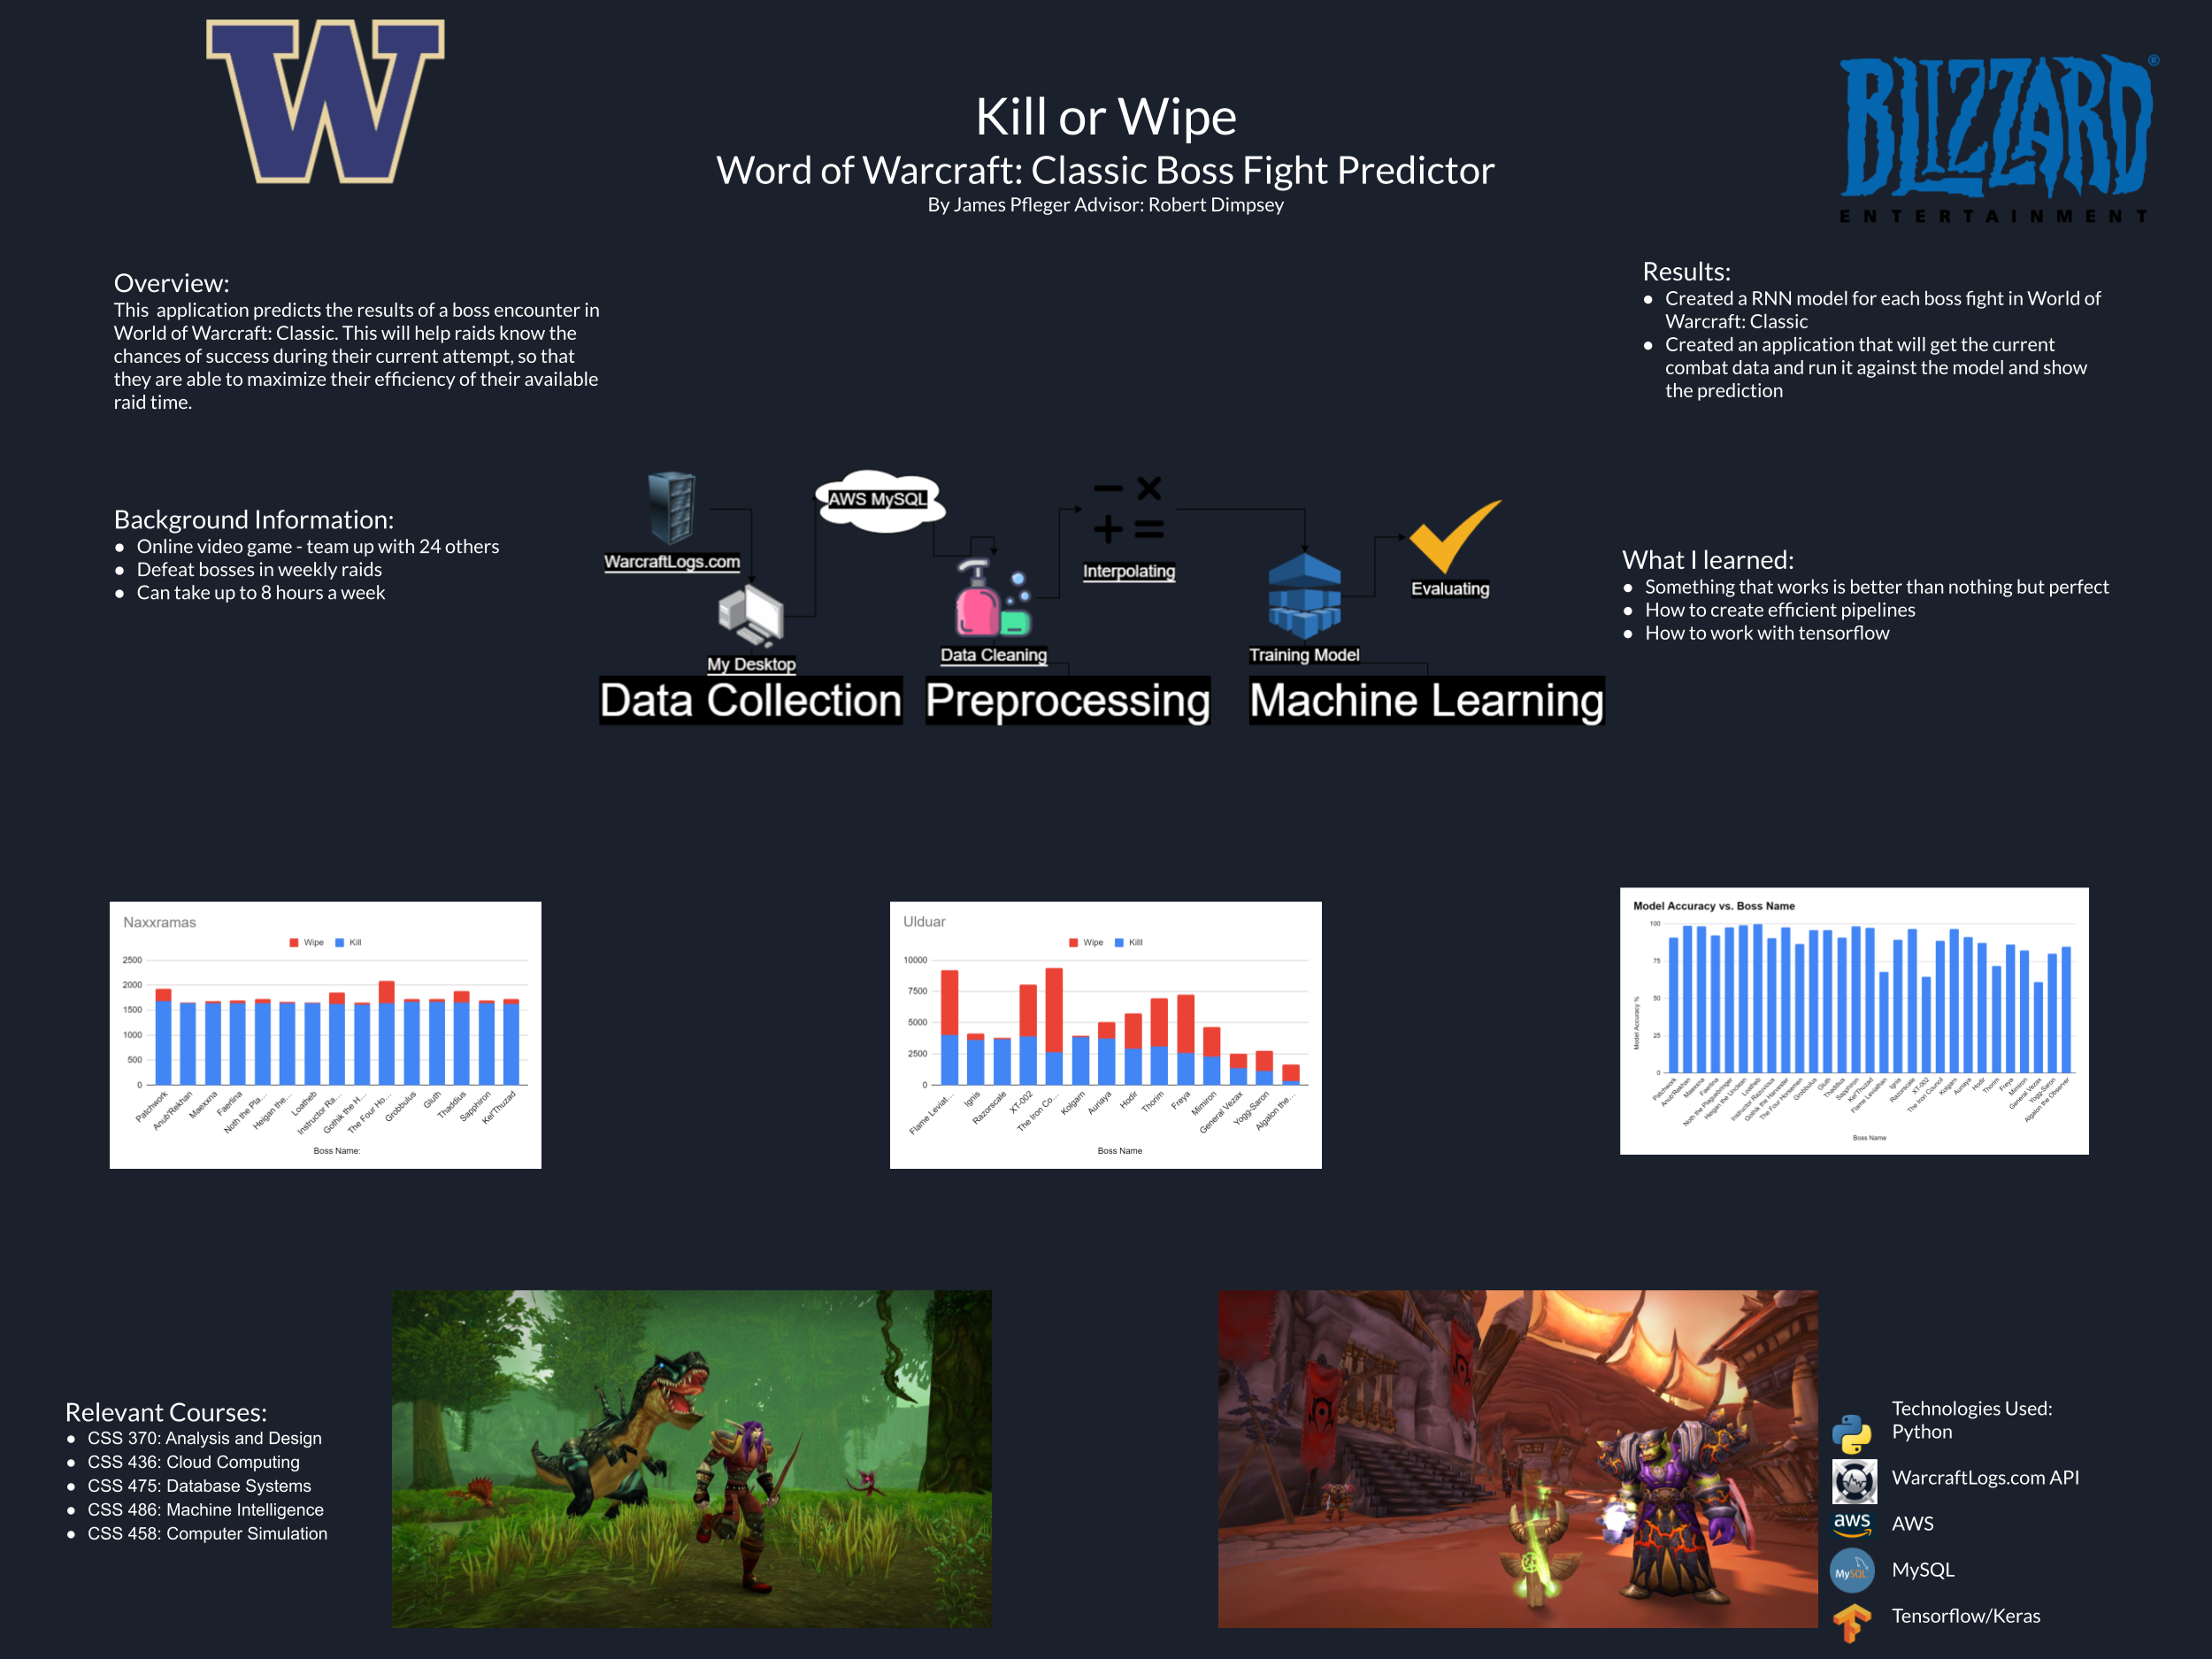 W
BLIZZARD®
ENTERTAINMENT
Kill or Wipe
Word of Warcraft: Classic Boss Fight Predictor
By James Pfleger Advisor: Robert Dimpsey
Overview:
This application predicts the results of a boss encounter in
World of Warcraft: Classic. This will help raids know the
chances of success during their current attempt, so that
they are able to maximize their efficiency of their available
raid time.
Background Information:
● Online video game - team up with 24 others
● Defeat bosses in weekly raids
● Can take up to 8 hours a week
WarcraftLogs.com
My Desktop
AWS MySQL
Data Cleaning
Interpolating
Training Model
Evaluating
Data Collection
Preprocessing
Machine Learning
Results:
● Created a RNN model for each boss fight in World of
Warcraft: Classic
● Created an application that will get the current
combat data and run it against the model and show
the prediction
What I learned:
● Something that works is better than nothing but perfect
● How to create efficient pipelines
● How to work with tensorflow
Naxxramas
Wipe Kill
2500
2000
1500
1000
500
0
Patchwork
Anub'Rekhan
Maexxna
Faerlina
Noth the Pla...
Heigan the...
Loatheb
Instructor Ra...
Gothik the H...
The Four Ho...
Grobbulus
Gluth
Thaddius
Sapphiron
Kel'Thuzad
Boss Name:
Ulduar
Wipe Killl
10000
7500
5000
2500
0
Flame Leviat...
Ignis
Razorscale
XT-002
The Iron Co...
Kolgarn
Auriaya
Hodir
Thorim
Freya
Mimiron
General Vezax
Yogg-Saron
Algalon the...
Boss Name
Model Accuracy vs. Boss Name
Model Accuracy %
100
75
50
25
0
Patchwork
Anub'Rekhan
Maexxna
Faerlina
Noth the Plaguebringer
Heigan the Unclean
Loatheb
Instructor Razuvious
Gothik the Harvester
The Four Horsemen
Grobbulus
Gluth
Thaddius
Sapphiron
Kel'Thuzad
Flame Leviathan
Ignis
Razorscale
XT-002
The Iron Council
Kolgarn
Auriaya
Hodir
Thorim
Freya
Mimiron
General Vezax
Yogg-Saron
Algalon the Observer
Boss Name
Relevant Courses:
● CSS 370: Analysis and Design
● CSS 436: Cloud Computing
● CSS 475: Database Systems
● CSS 486: Machine Intelligence
● CSS 458: Computer Simulation
Technologies Used:
Python
WarcraftLogs.com API
aws
AWS
MySQL
MySQL
Tensorflow/Keras